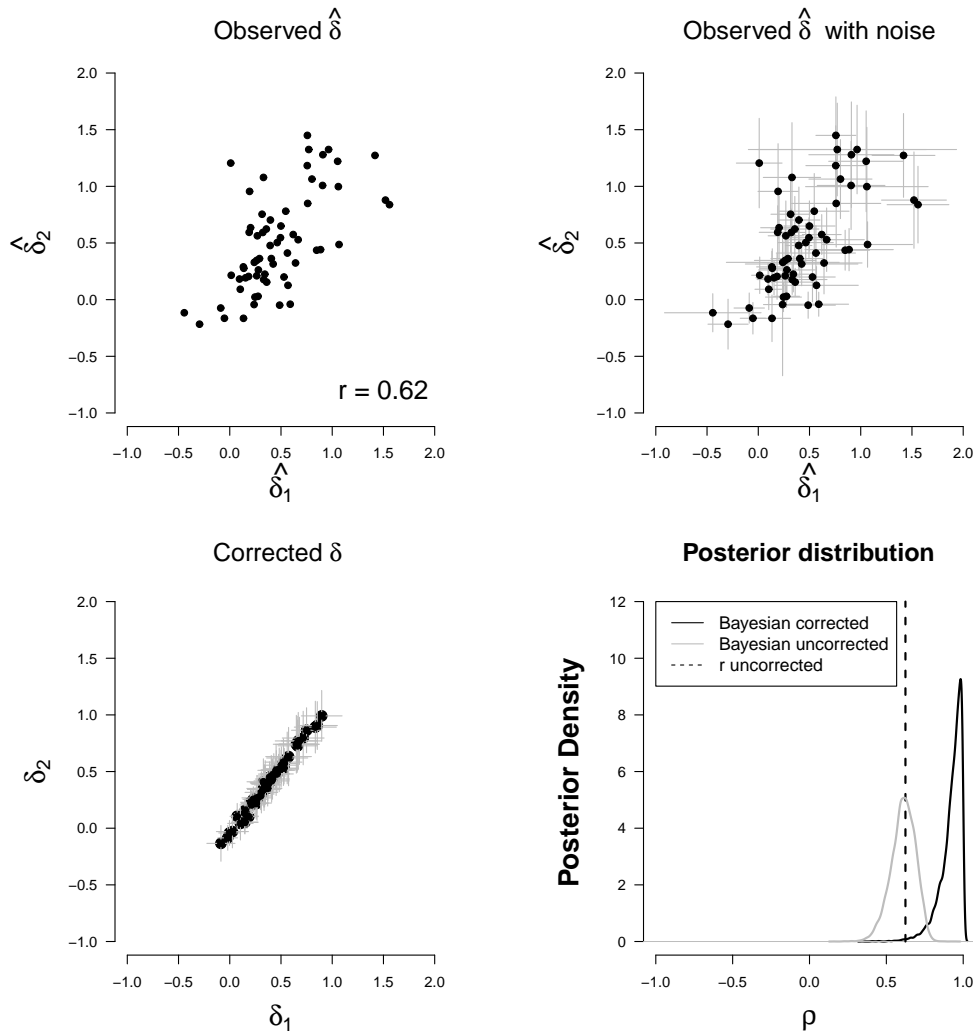 Observed δ̂
2.0
1.5
1.0
0.5
0.0
−0.5
−1.0
δ̂₂
r = 0.62
−1.0 −0.5 0.0 0.5 1.0 1.5 2.0
δ̂₁
Observed δ̂ with noise
2.0
1.5
1.0
0.5
0.0
−0.5
−1.0
δ̂₂
−1.0 −0.5 0.0 0.5 1.0 1.5 2.0
δ̂₁
Corrected δ
2.0
1.5
1.0
0.5
0.0
−0.5
−1.0
δ₂
−1.0 −0.5 0.0 0.5 1.0 1.5 2.0
δ₁
Posterior distribution
12
10
8
6
4
2
0
Posterior Density
Bayesian corrected
Bayesian uncorrected
r uncorrected
−1.0 −0.5 0.0 0.5 1.0
ρ